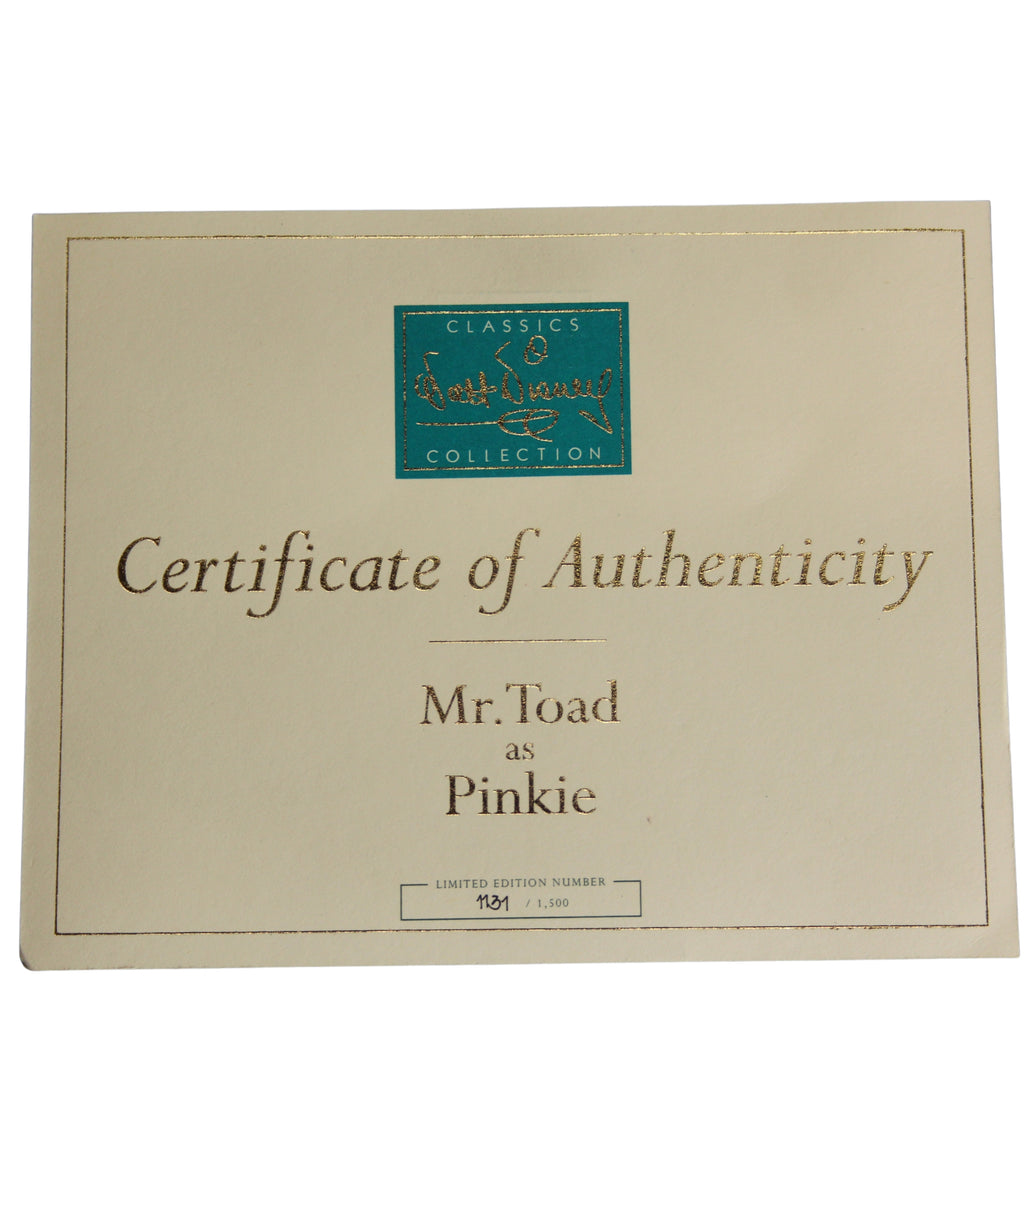 CLASSICS
Walt Disney
COLLECTION
Certificate of Authenticity
Mr. Toad
as
Pinkie
LIMITED EDITION NUMBER
1131 / 1,500